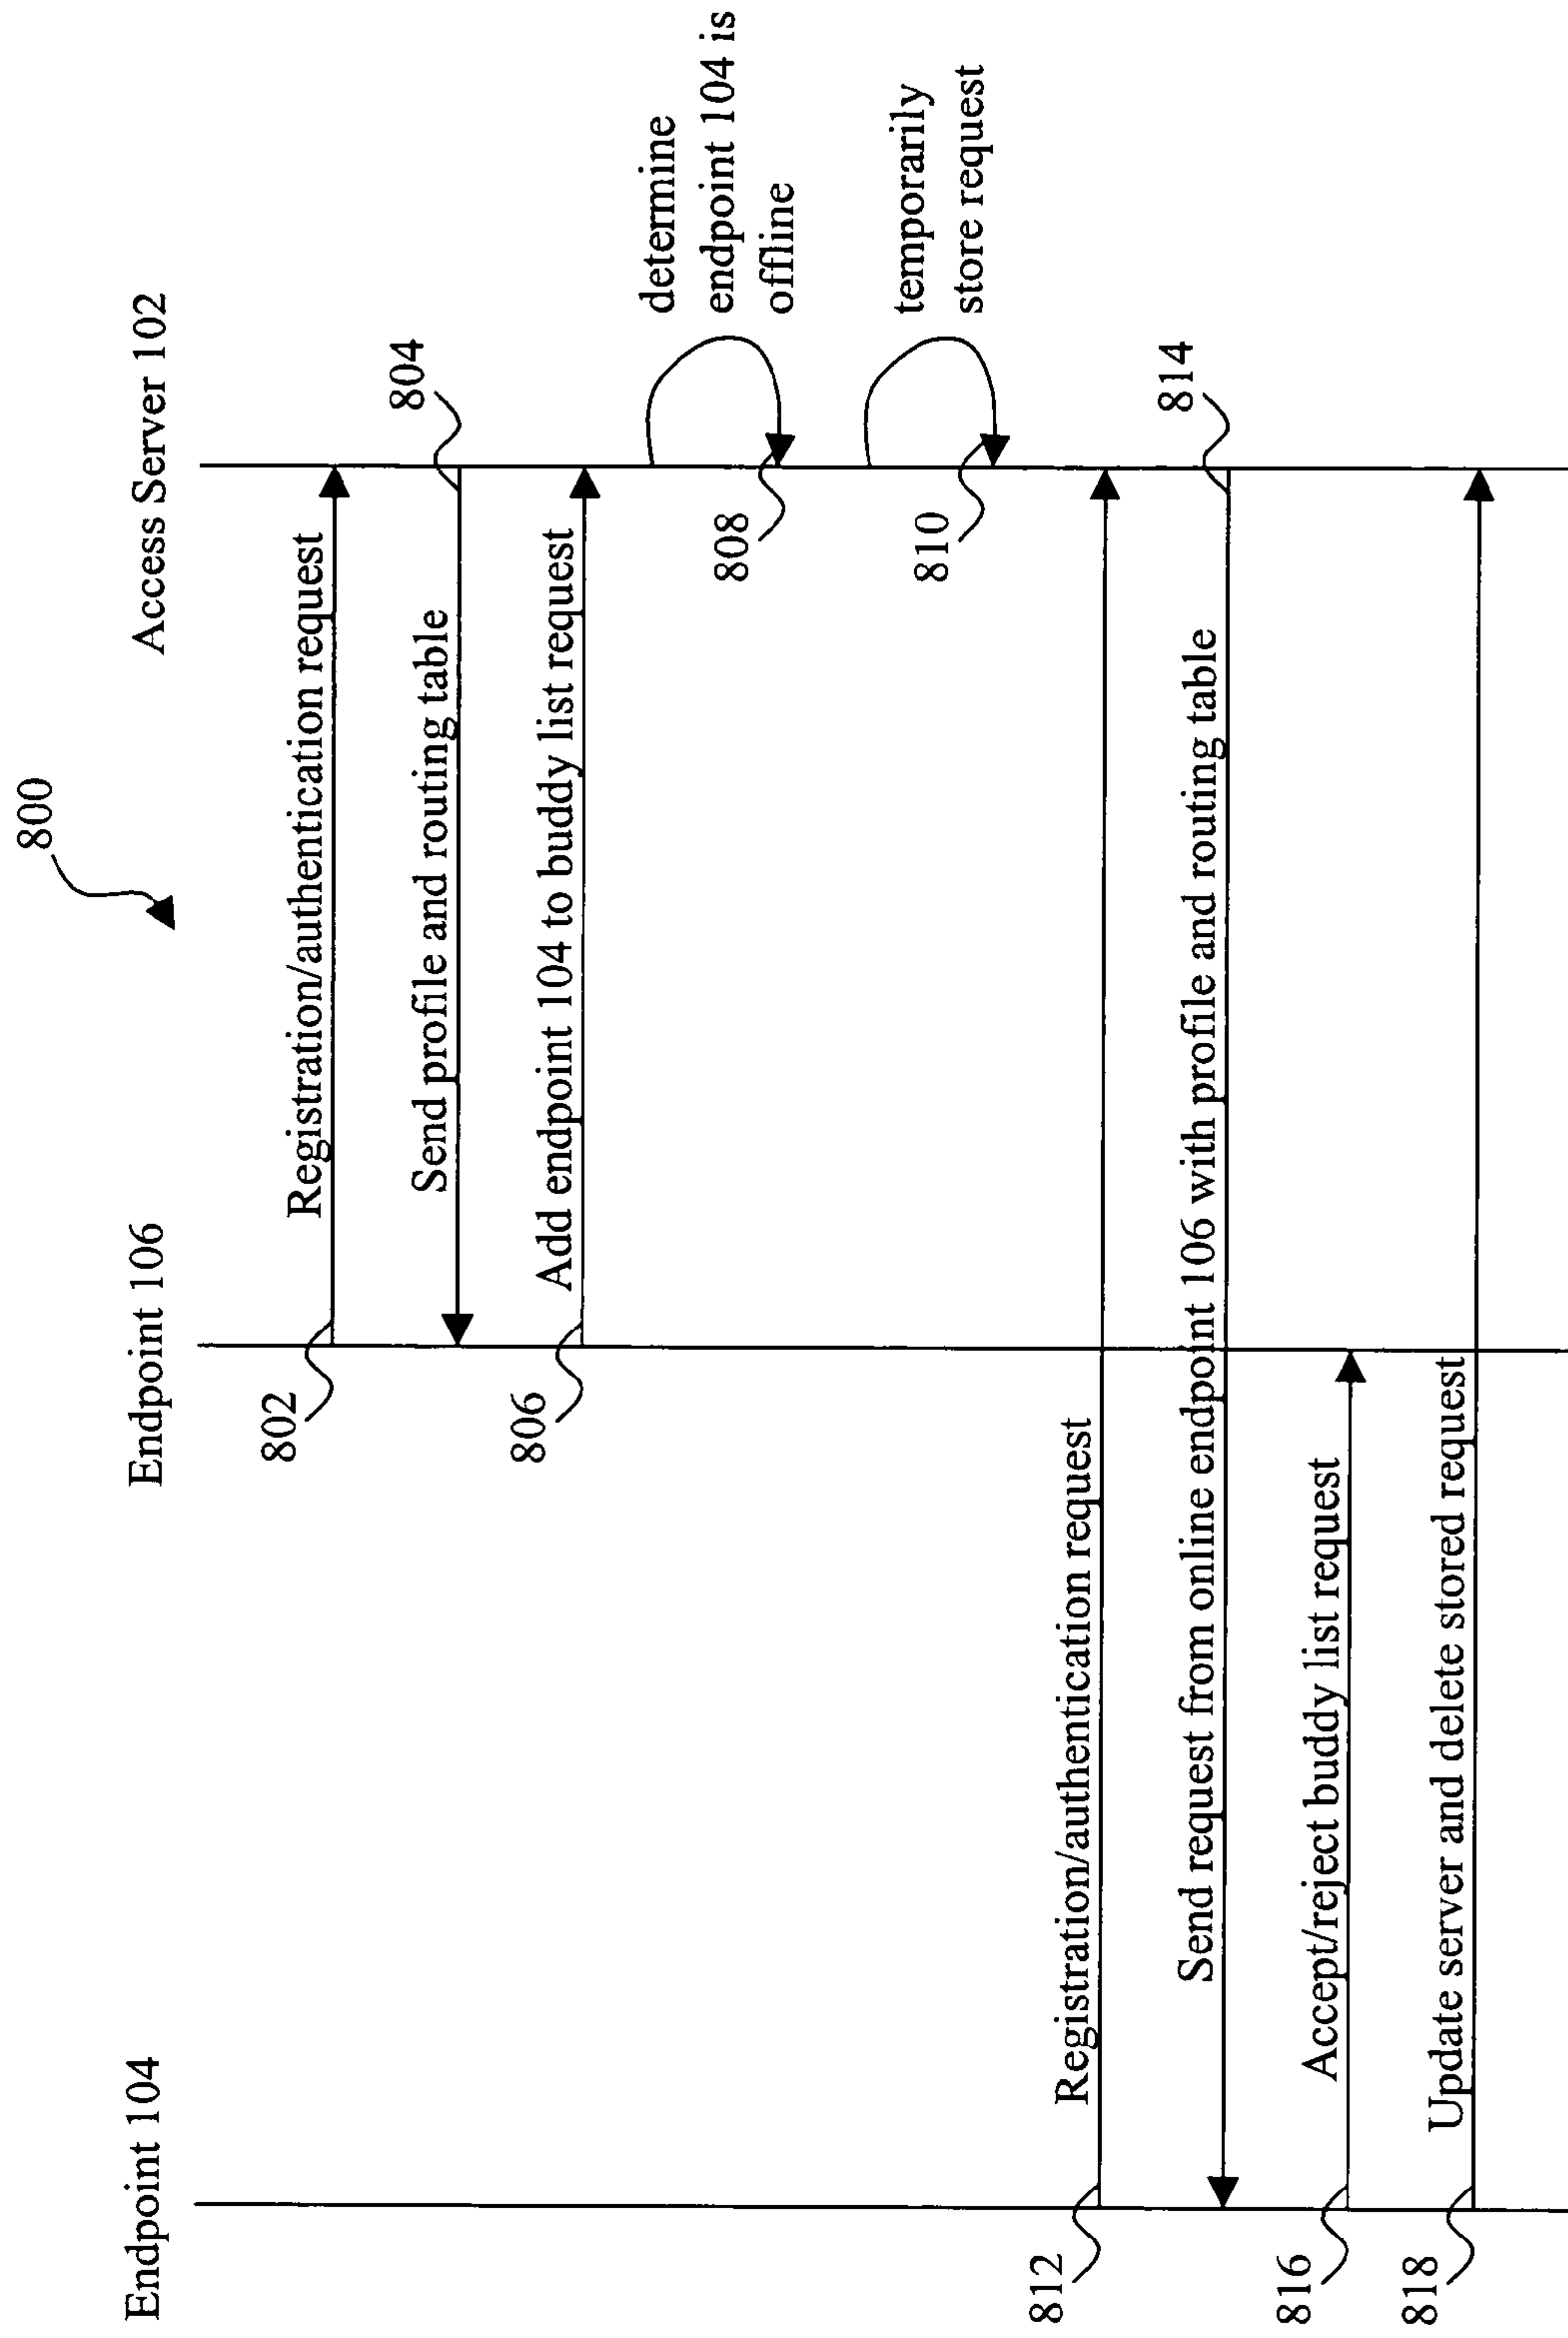 800
Endpoint 104
Endpoint 106
Access Server 102
802
Registration/authentication request
Send profile and routing table
804
806
Add endpoint 104 to buddy list request
determine
endpoint 104 is
offline
808
temporarily
store request
810
812
Registration/authentication request
Send request from online endpoint 106 with profile and routing table
814
816
Accept/reject buddy list request
818
Update server and delete stored request